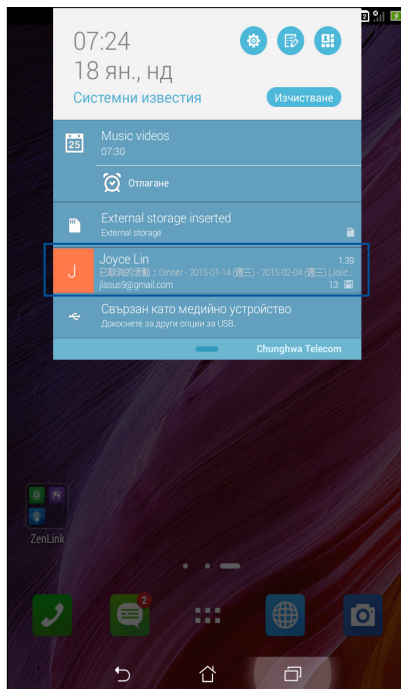 07:24
18 ян., нд
Системни известия
Изчистване
25
Music videos
07:30
Отлагане
External storage inserted
External storage
J
Joyce Lin
1.39
已取消的活動：Dinner - 2015-01-14 (週三) - 2015-02-04 (週三)
jlasus9@gmail.com
13
Свързан като медийно устройство
Докоснете за други опции за USB.
Chunghwa Telecom
ZenLink
2